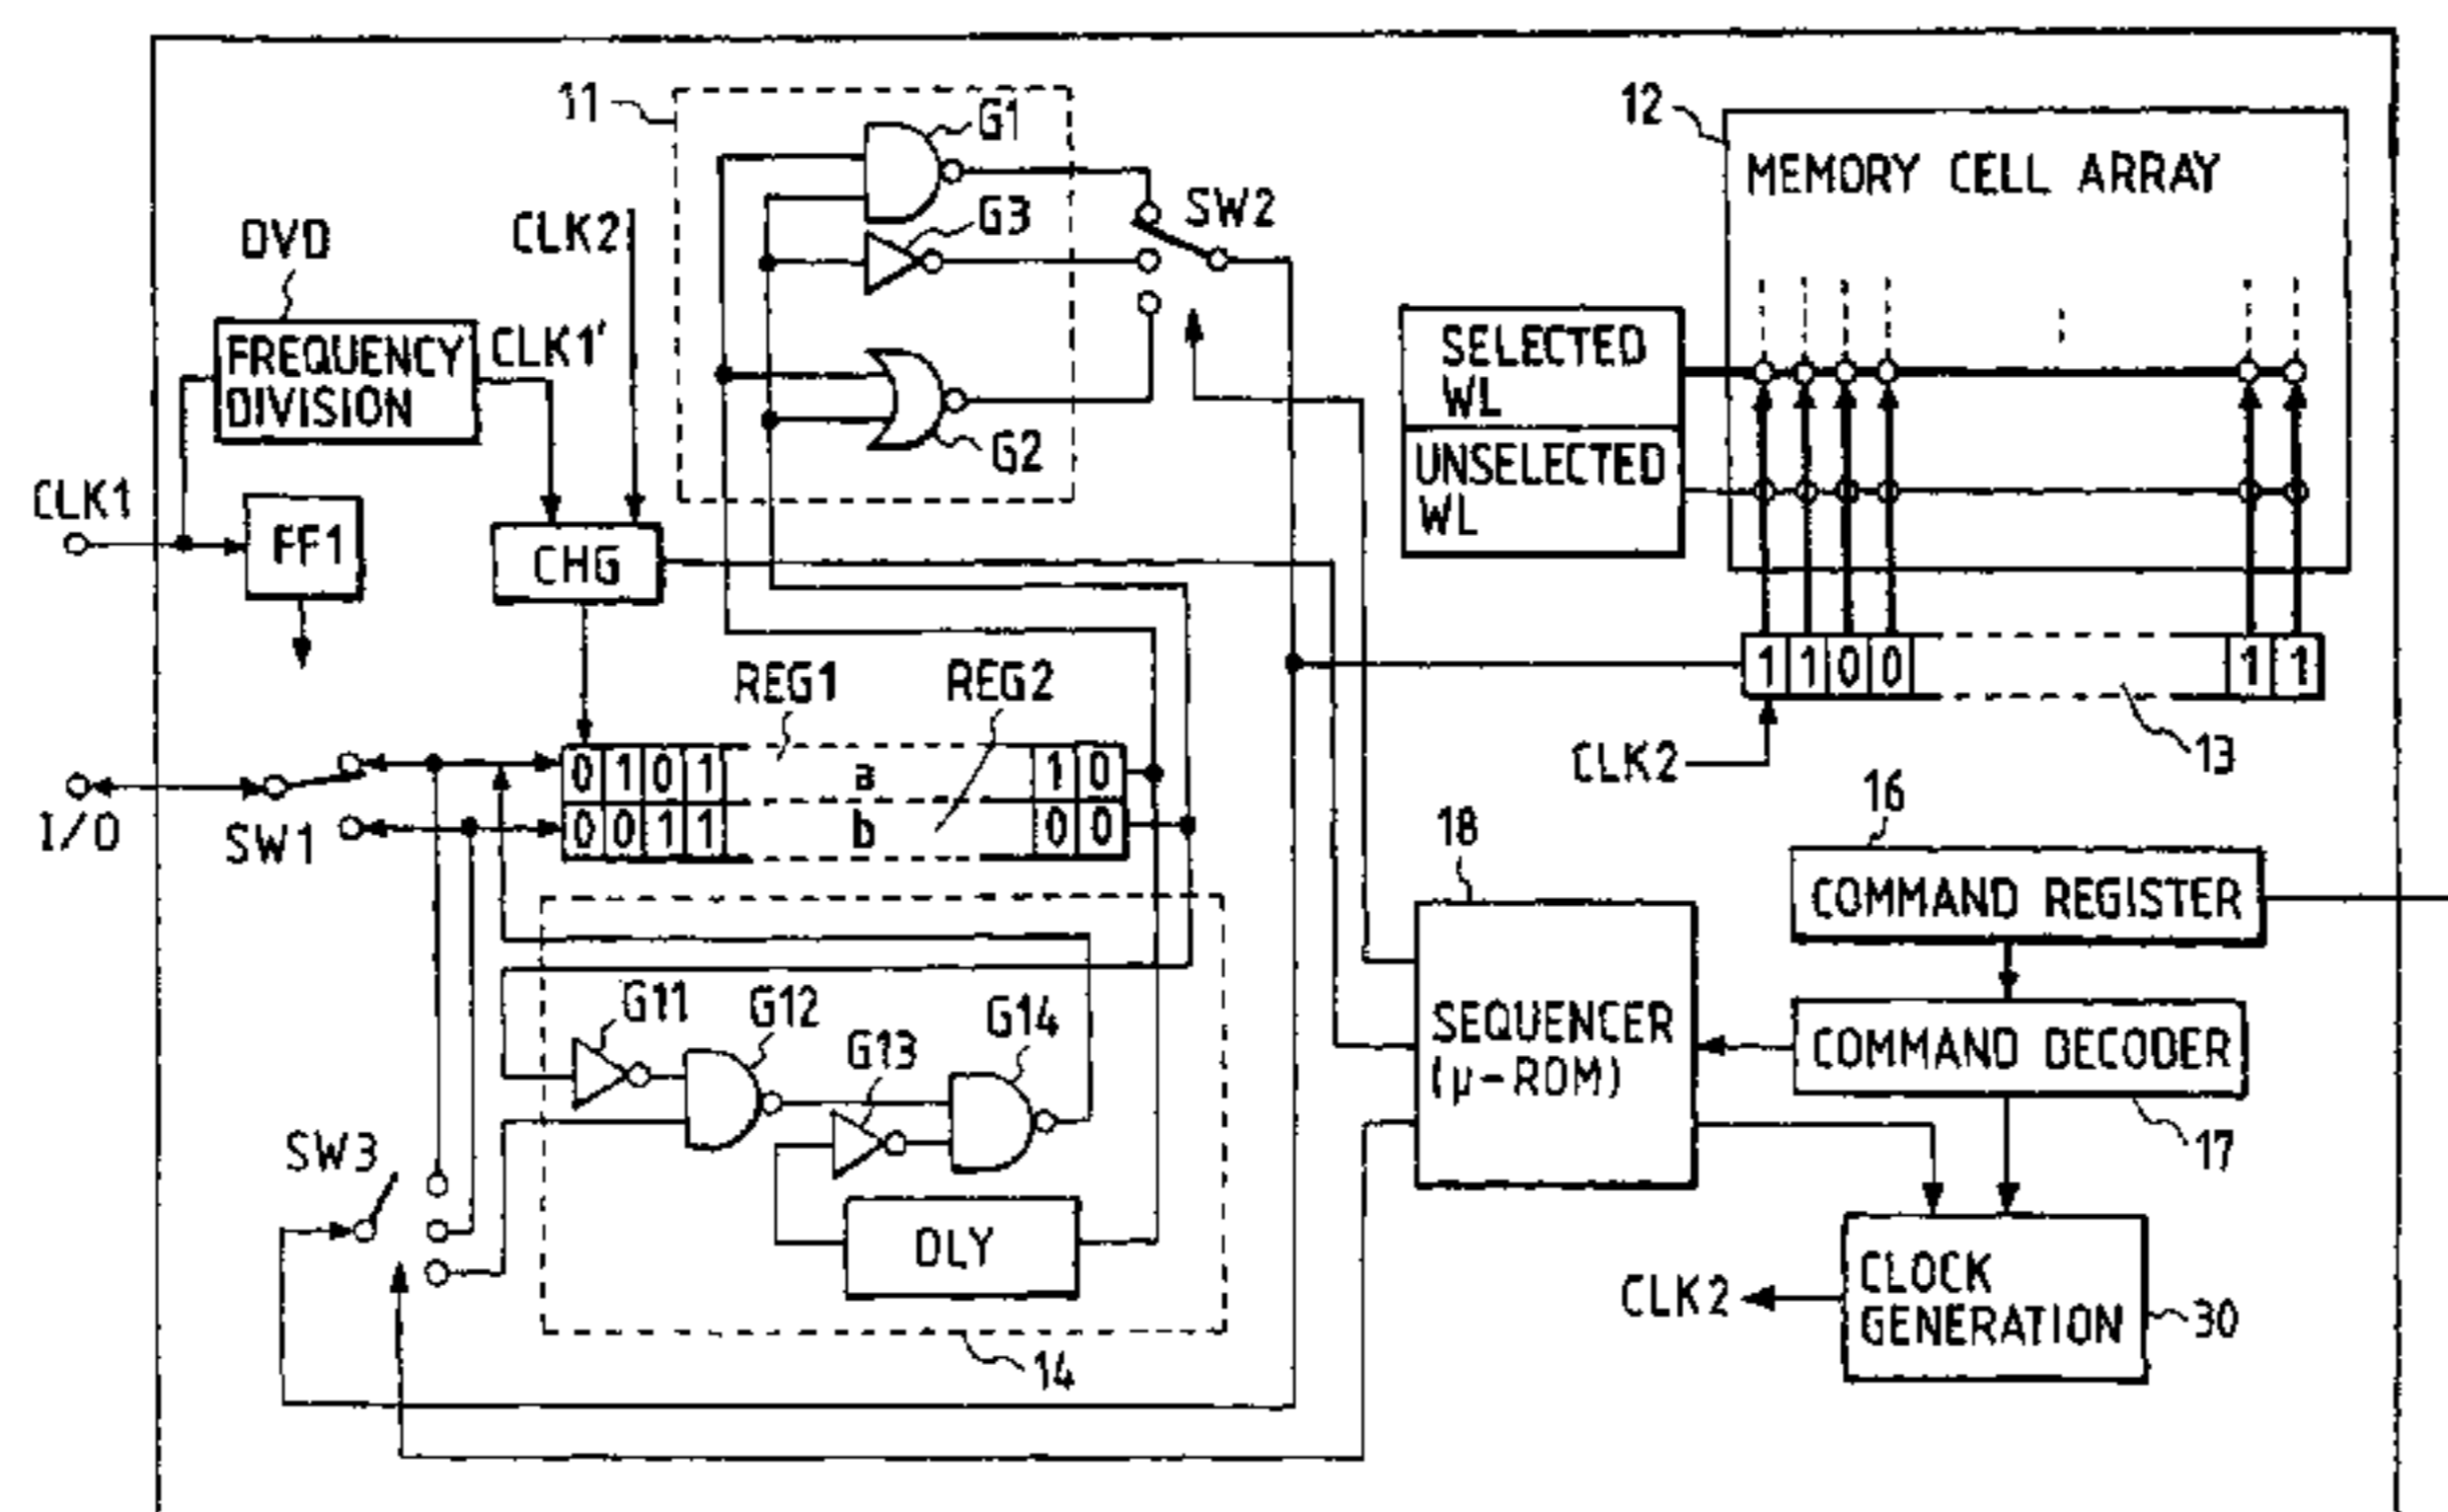 11
G1
12
MEMORY CELL ARRAY
G3
SW2
DVD
CLK2
FREQUENCY
DIVISION
CLK1'
SELECTED
WL
G2
UNSELECTED
WL
CLK1
FF1
CHG
REG1
REG2
1 1 0 0 1 1
CLK2
13
I/O
SW1
0 1 0 1 a 1 0
0 0 1 1 b 0 0
16
COMMAND REGISTER
18
SEQUENCER
(μ-ROM)
COMMAND DECODER
17
G11
G12
G13
G14
SW3
DLY
CLK2
CLOCK
GENERATION
30
14